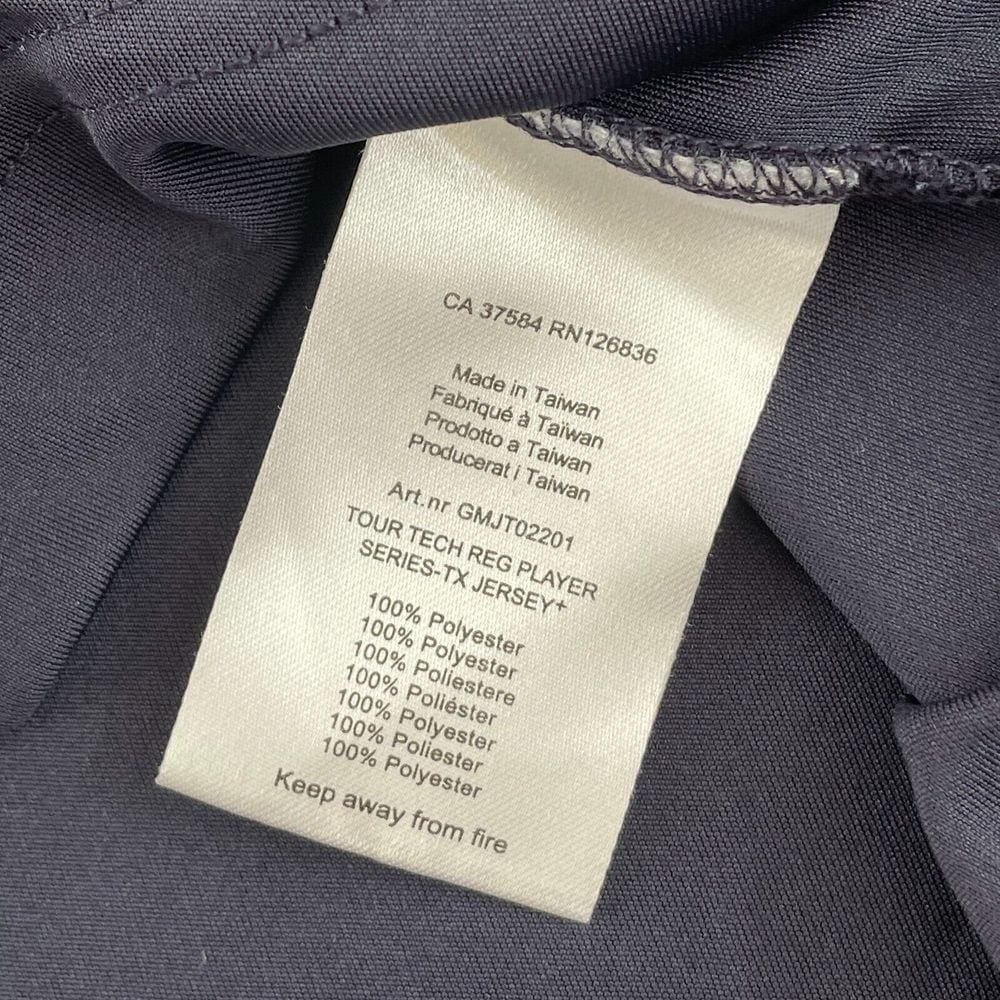 CA 37584 RN126836
Made in Taiwan
Fabriqué à Taïwan
Prodotto a Taiwan
Producerat i Taiwan
Art.nr GMJT02201
TOUR TECH REG PLAYER
SERIES-TX JERSEY+
100% Polyester
100% Polyester
100% Poliestere
100% Poliéster
100% Polyester
100% Poliester
100% Polyester
Keep away from fire